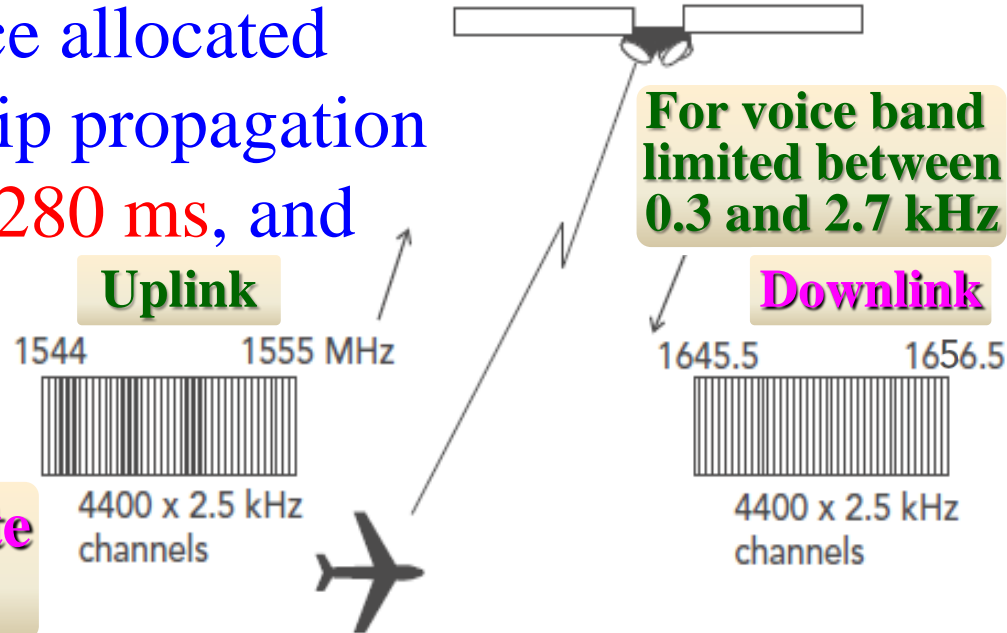 ce allocated
ip propagation
280 ms, and
For voice band
limited between
0.3 and 2.7 kHz
Uplink
Downlink
1544 1555 MHz
1645.5 1656.5
4400 x 2.5 kHz
channels
4400 x 2.5 kHz
channels
te